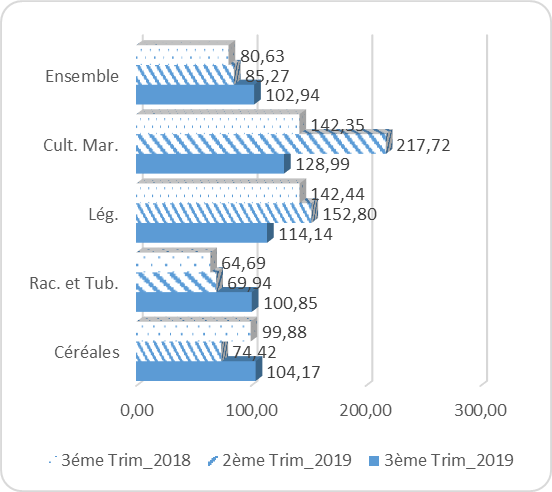 Ensemble
80,63
85,27
102,94
Cult. Mar.
142,35
217,72
128,99
Lég.
142,44
152,80
114,14
Rac. et Tub.
64,69
69,94
100,85
Céréales
99,88
74,42
104,17
0,00 100,00 200,00 300,00
3éme Trim_2018 2ème Trim_2019 3ème Trim_2019